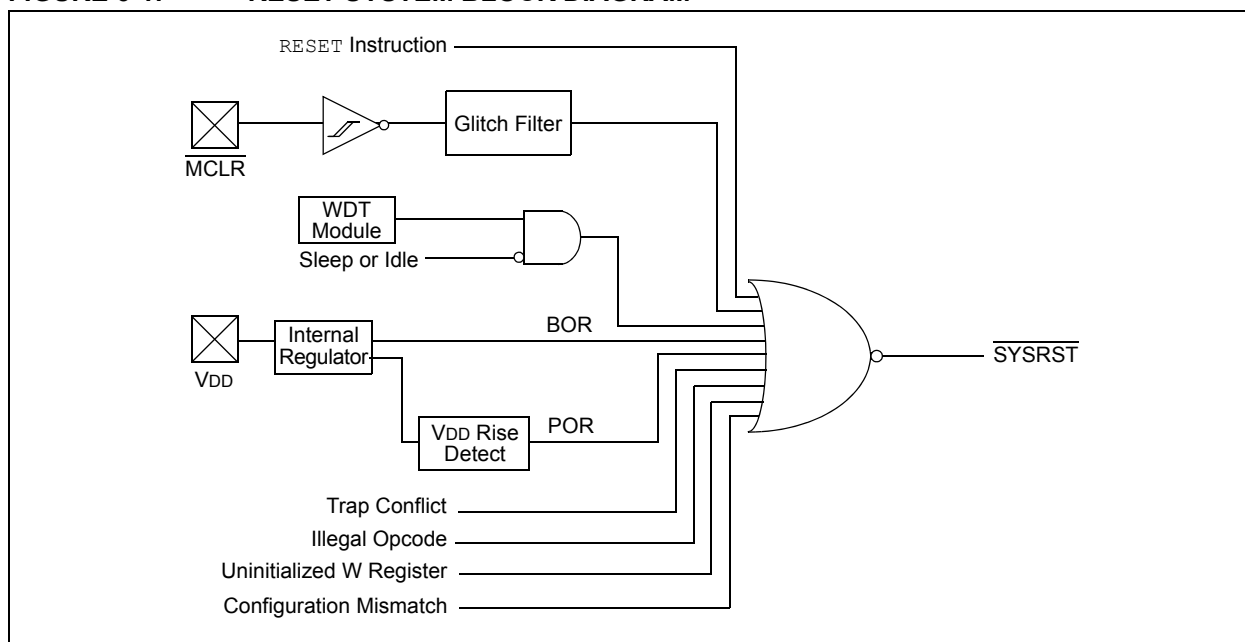 RESET Instruction
Glitch Filter
MCLR
WDT
Module
Sleep or Idle
VDD
Internal
Regulator
BOR
SYSRST
VDD Rise
Detect
POR
Trap Conflict
Illegal Opcode
Uninitialized W Register
Configuration Mismatch